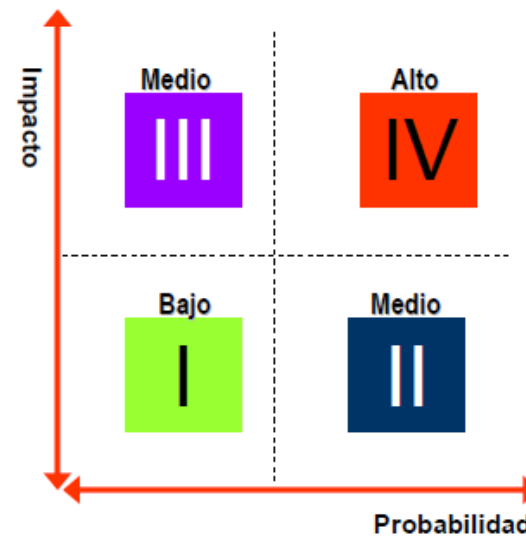 Impacto
Medio
Alto
III
IV
Bajo
Medio
I
II
Probabilidad